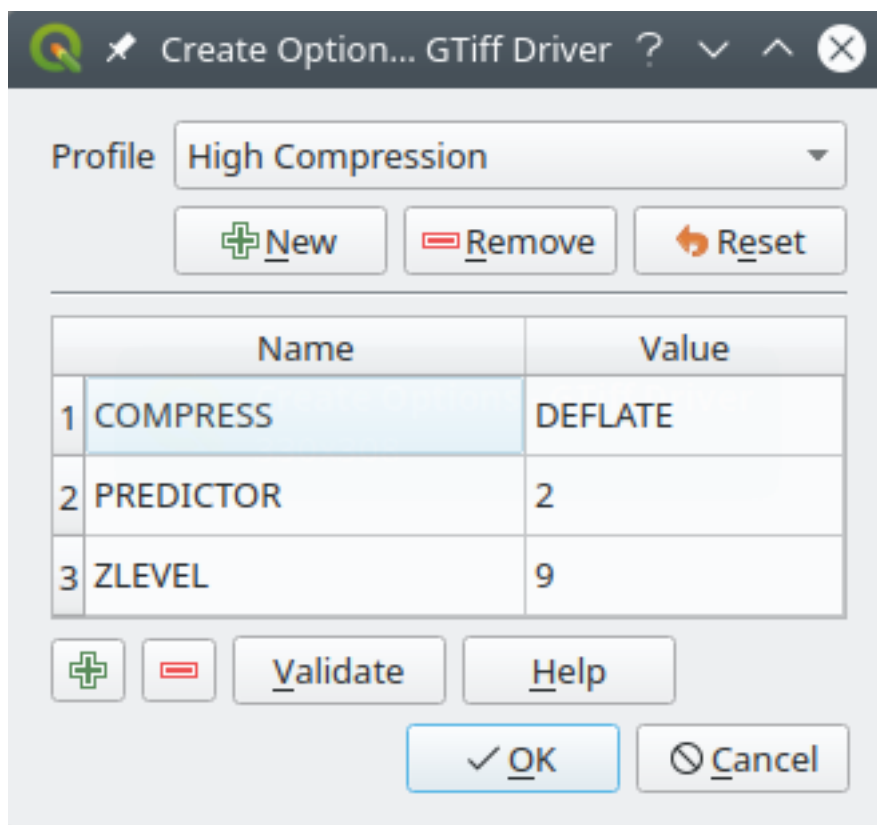 Create Option... GTiff Driver ?
Profile High Compression
New Remove Reset
Name Value
1 COMPRESS DEFLATE
2 PREDICTOR 2
3 ZLEVEL 9
Validate Help
OK Cancel